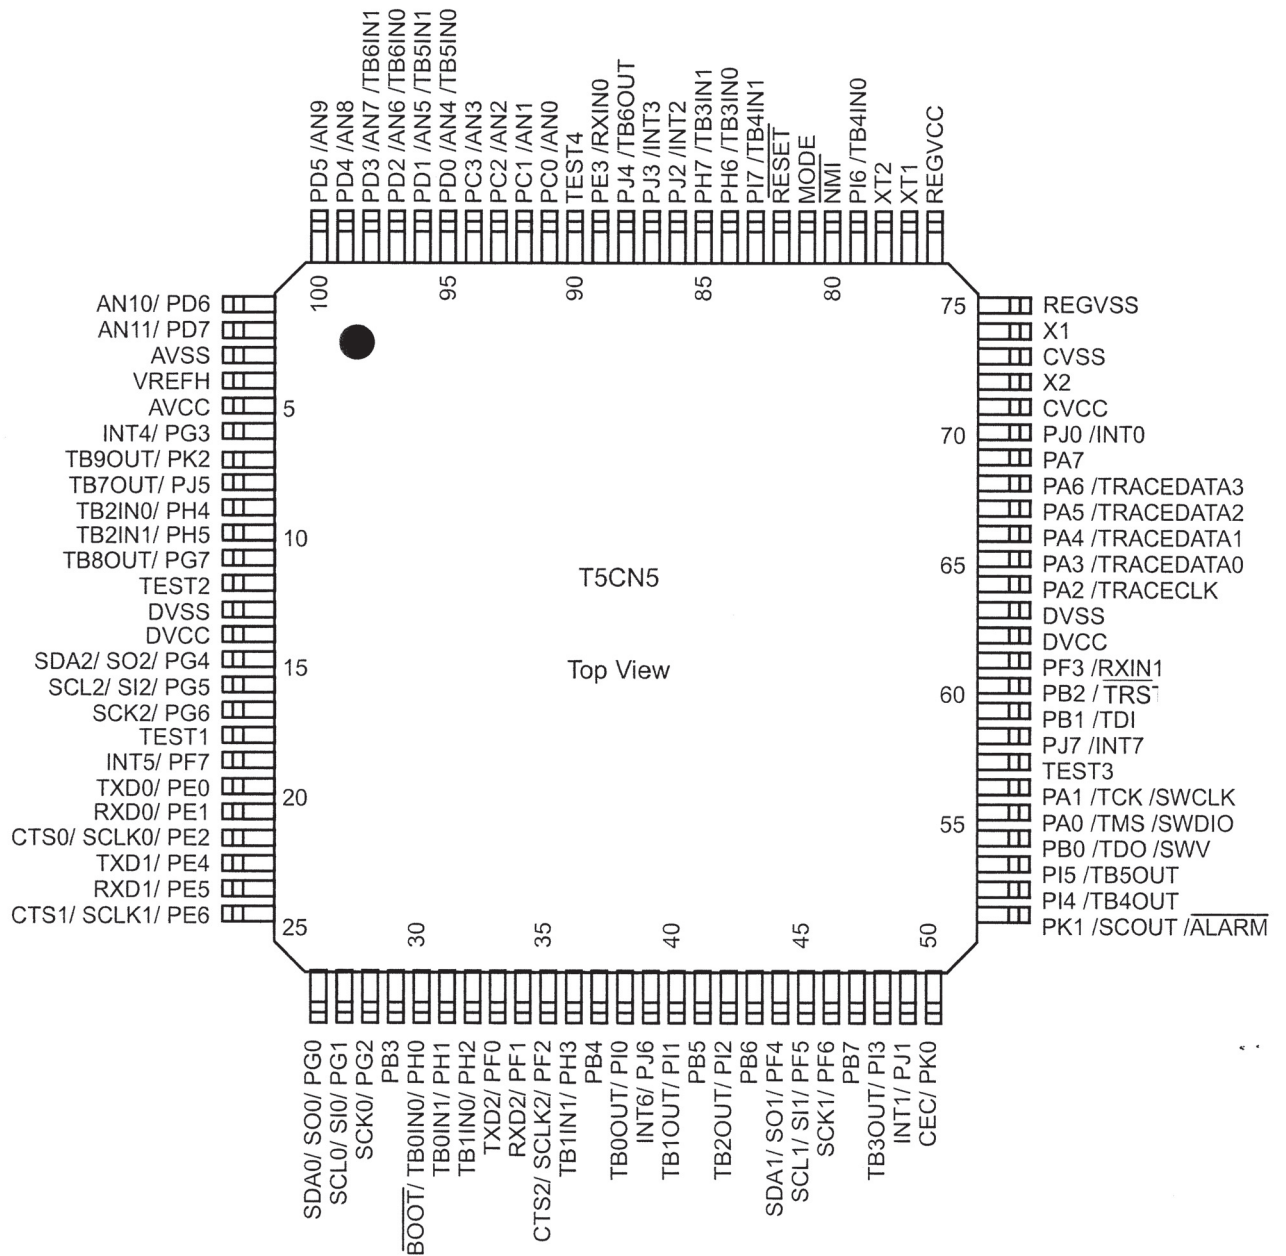 PD5 /AN9
PD4 /AN8
PD3 /AN7 /TB6IN1
PD2 /AN6 /TB6IN0
PD1 /AN5 /TB5IN1
PD0 /AN4 /TB5IN0
PC3 /AN3
PC2 /AN2
PC1 /AN1
PC0 /AN0
TEST4
PE3 /RXIN0
PJ4 /TB6OUT
PJ3 /INT3
PJ2 /INT2
PH7 /TB3IN1
PH6 /TB3IN0
PI7 /TB4IN1
RESET
MODE
NMI
PI6 /TB4IN0
XT2
XT1
REGVCC
100
95
90
85
80
AN10/ PD6
AN11/ PD7
AVSS
VREFH
AVCC
INT4/ PG3
TB9OUT/ PK2
TB7OUT/ PJ5
TB2IN0/ PH4
TB2IN1/ PH5
TB8OUT/ PG7
TEST2
DVSS
DVCC
SDA2/ SO2/ PG4
SCL2/ SI2/ PG5
SCK2/ PG6
TEST1
INT5/ PF7
TXD0/ PE0
RXD0/ PE1
CTS0/ SCLK0/ PE2
TXD1/ PE4
RXD1/ PE5
CTS1/ SCLK1/ PE6
5
10
15
20
25
T5CN5
Top View
75
70
65
60
55
REGVSS
X1
CVSS
X2
CVCC
PJ0 /INT0
PA7
PA6 /TRACEDATA3
PA5 /TRACEDATA2
PA4 /TRACEDATA1
PA3 /TRACEDATA0
PA2 /TRACECLK
DVSS
DVCC
PF3 /RXIN1
PB2 / TRST
PB1 /TDI
PJ7 /INT7
TEST3
PA1 /TCK /SWCLK
PA0 /TMS /SWDIO
PB0 /TDO /SWV
PI5 /TB5OUT
PI4 /TB4OUT
PK1 /SCOUT /ALARM
30
35
40
45
50
SDA0/ SO0/ PG0
SCL0/ SI0/ PG1
SCK0/ PG2
PB3
BOOT/ TB0IN0/ PH0
TB0IN1/ PH1
TB1IN0/ PH2
TXD2/ PF0
RXD2/ PF1
CTS2/ SCLK2/ PF2
TB1IN1/ PH3
PB4
TB0OUT/ PI0
INT6/ PJ6
TB1OUT/ PI1
PB5
TB2OUT/ PI2
PB6
SDA1/ SO1/ PF4
SCL1/ SI1/ PF5
SCK1/ PF6
PB7
TB3OUT/ PI3
INT1/ PJ1
CEC/ PK0